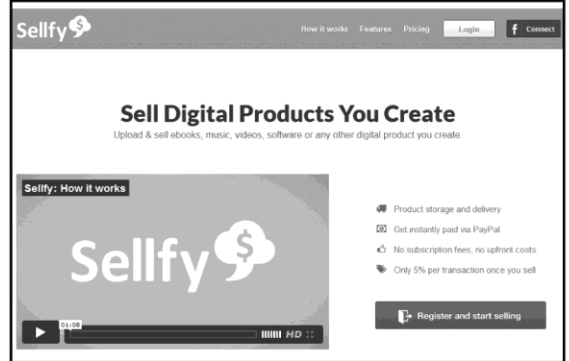 Sellfy
How it works Features Pricing Login f Connect
Sell Digital Products You Create
Upload & sell ebooks, music, videos, software or any other digital product you create.
Sellfy: How it works
Sellfy
01:08
HD
Product storage and delivery
Get instantly paid via PayPal
No subscription fees, no upfront costs
Only 5% per transaction once you sell
Register and start selling